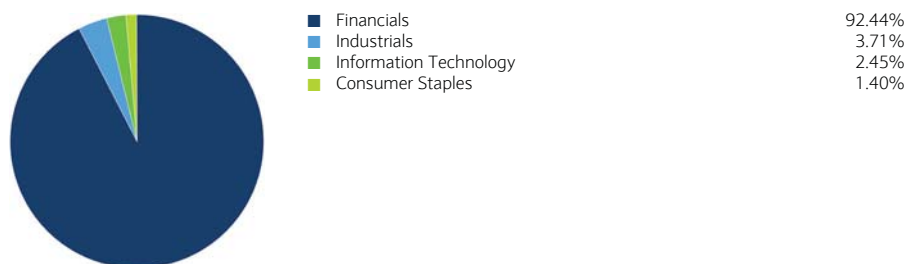 Financials 92.44%
Industrials 3.71%
Information Technology 2.45%
Consumer Staples 1.40%